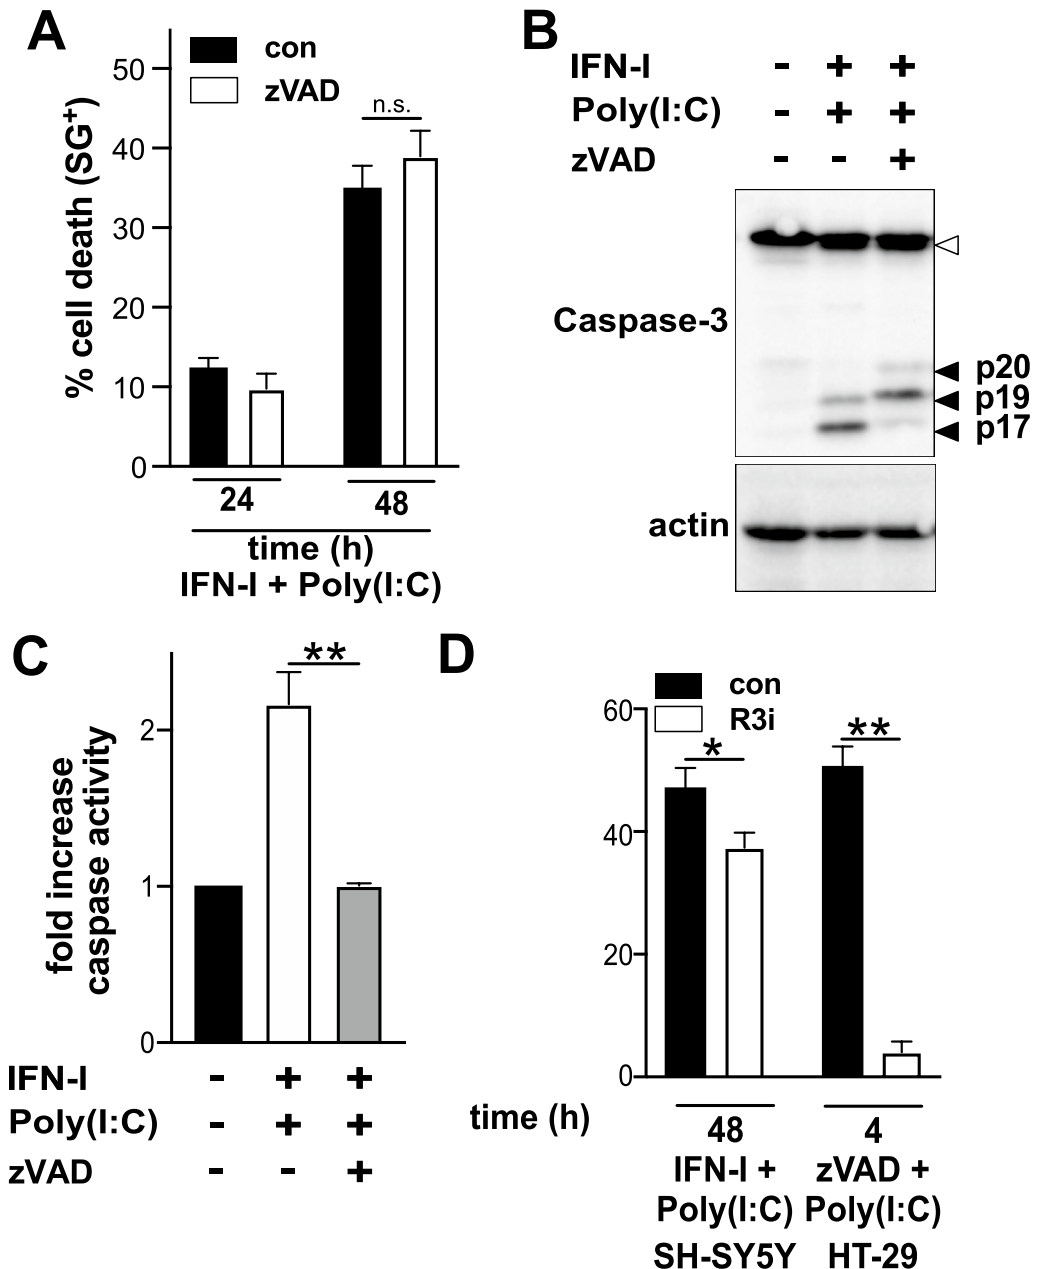 A
con
zVAD
n.s.
% cell death (SG+)
50
40
30
20
10
0
24
48
time (h)
IFN-I + Poly(I:C)
B
IFN-I - + +
Poly(I:C) - + +
zVAD - - +
Caspase-3
p20
p19
p17
actin
C
**
fold increase
caspase activity
2
1
0
IFN-I - + +
Poly(I:C) - + +
zVAD - - +
D
con
R3i
60
40
20
0
*
**
time (h)
48
4
IFN-I +
Poly(I:C)
SH-SY5Y
zVAD +
Poly(I:C)
HT-29